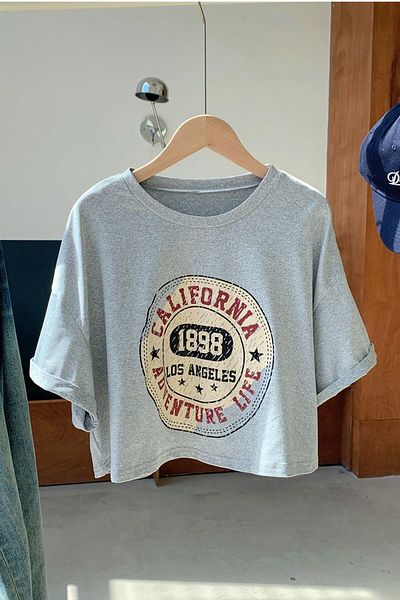 CALIFORNIA
1898
LOS ANGELES
ADVENTURE LIFE